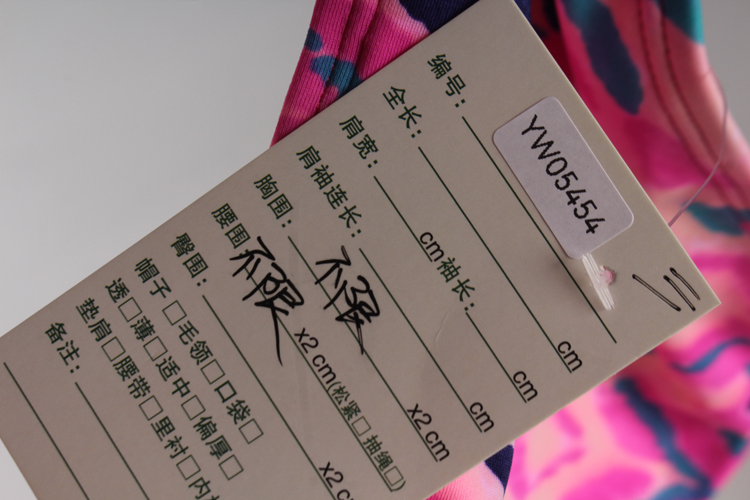 编号: YW05454
全长: cm
肩宽: cm 袖长: cm
肩袖连长: cm
胸围: 不限 x2 cm
腰围 不限 x2 cm(松紧□ 抽绳□)
臀围: x2 c
帽子□毛领□口袋□
透□薄□适中□偏厚□
垫肩□腰带□里衬□内
备注: